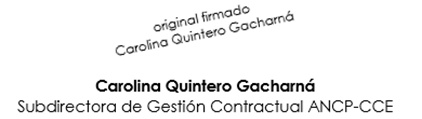 original firmado
Carolina Quintero Gacharná
Carolina Quintero Gacharná
Subdirectora de Gestión Contractual ANCP-CCE